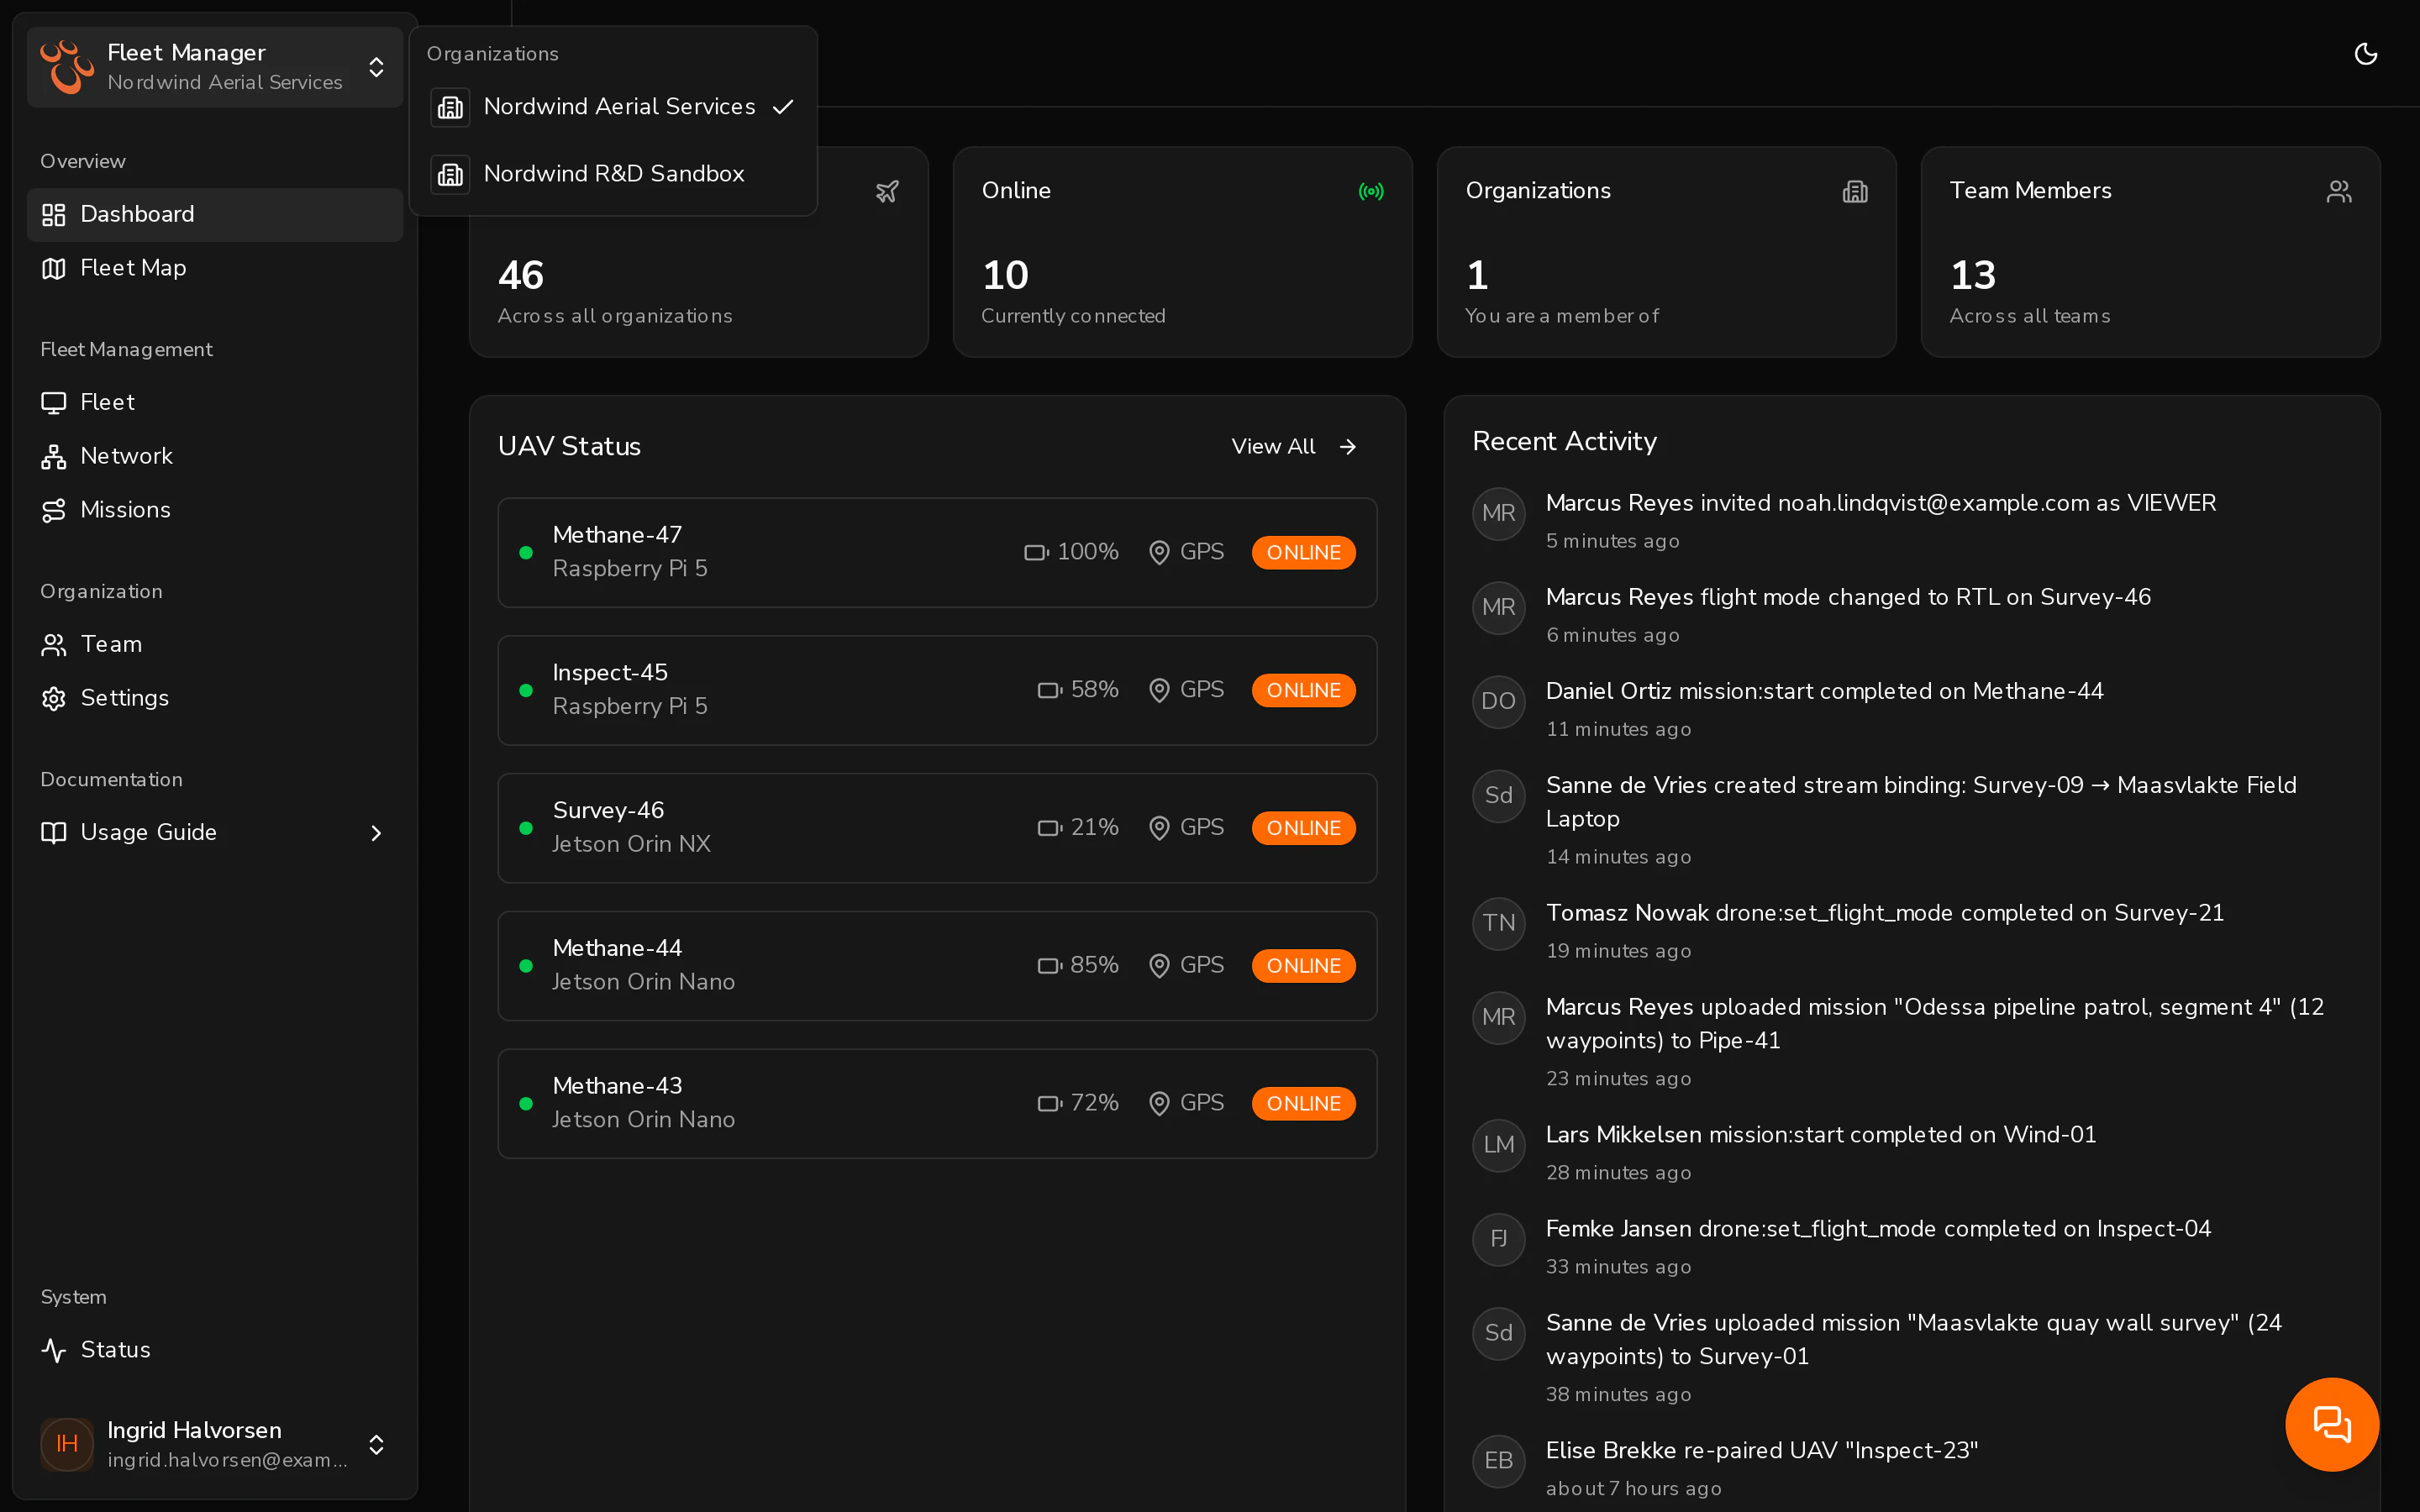 Fleet Manager
Nordwind Aerial Services
Overview
Dashboard
Fleet Map
Fleet Management
Fleet
Network
Missions
Organization
Team
Settings
Documentation
Usage Guide
System
Status
IH
Ingrid Halvorsen
ingrid.halvorsen@exam...
Organizations
Nordwind Aerial Services
Nordwind R&D Sandbox
46
Across all organizations
Online
10
Currently connected
Organizations
1
You are a member of
Team Members
13
Across all teams
UAV Status
View All
Methane-47
Raspberry Pi 5
100%
GPS
ONLINE
Inspect-45
Raspberry Pi 5
58%
GPS
ONLINE
Survey-46
Jetson Orin NX
21%
GPS
ONLINE
Methane-44
Jetson Orin Nano
85%
GPS
ONLINE
Methane-43
Jetson Orin Nano
72%
GPS
ONLINE
Recent Activity
MR
Marcus Reyes invited noah.lindqvist@example.com as VIEWER
5 minutes ago
MR
Marcus Reyes flight mode changed to RTL on Survey-46
6 minutes ago
DO
Daniel Ortiz mission:start completed on Methane-44
11 minutes ago
Sd
Sanne de Vries created stream binding: Survey-09 → Maasvlakte Field
Laptop
14 minutes ago
TN
Tomasz Nowak drone:set_flight_mode completed on Survey-21
19 minutes ago
MR
Marcus Reyes uploaded mission "Odessa pipeline patrol, segment 4" (12
waypoints) to Pipe-41
23 minutes ago
LM
Lars Mikkelsen mission:start completed on Wind-01
28 minutes ago
FJ
Femke Jansen drone:set_flight_mode completed on Inspect-04
33 minutes ago
Sd
Sanne de Vries uploaded mission "Maasvlakte quay wall survey" (24
waypoints) to Survey-01
38 minutes ago
EB
Elise Brekke re-paired UAV "Inspect-23"
about 7 hours ago